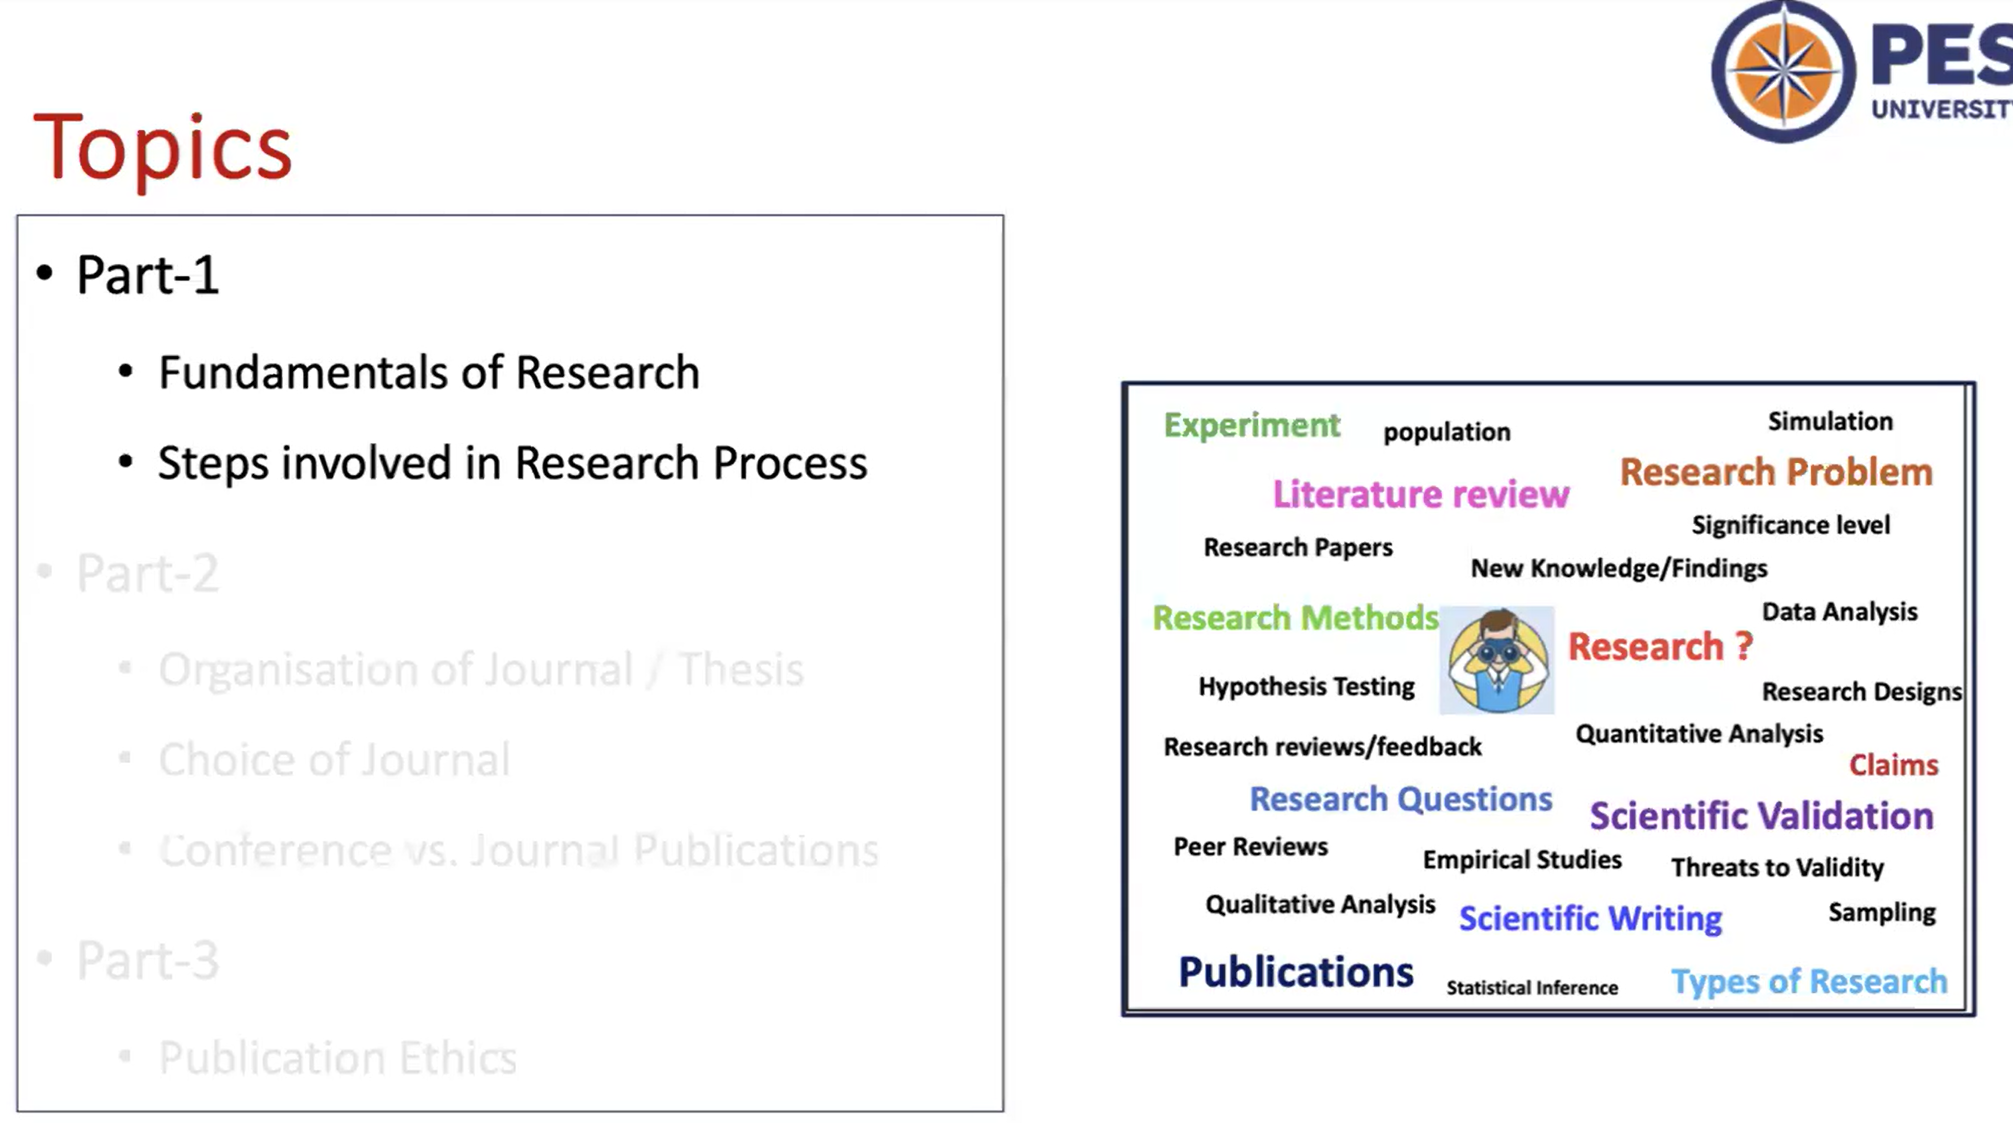 PES
UNIVERSITY
Topics
• Part-1
• Fundamentals of Research
• Steps involved in Research Process
• Part-2
• Organisation of Journal / Thesis
• Choice of Journal
• Conference vs. Journal Publications
• Part-3
• Publication Ethics
Experiment
population
Simulation
Research Problem
Literature review
Significance level
Research Papers
New Knowledge/Findings
Research Methods
Data Analysis
Research ?
Hypothesis Testing
Research Designs
Quantitative Analysis
Research reviews/feedback
Claims
Research Questions
Scientific Validation
Peer Reviews
Empirical Studies
Threats to Validity
Qualitative Analysis
Scientific Writing
Sampling
Publications
Statistical Inference
Types of Research